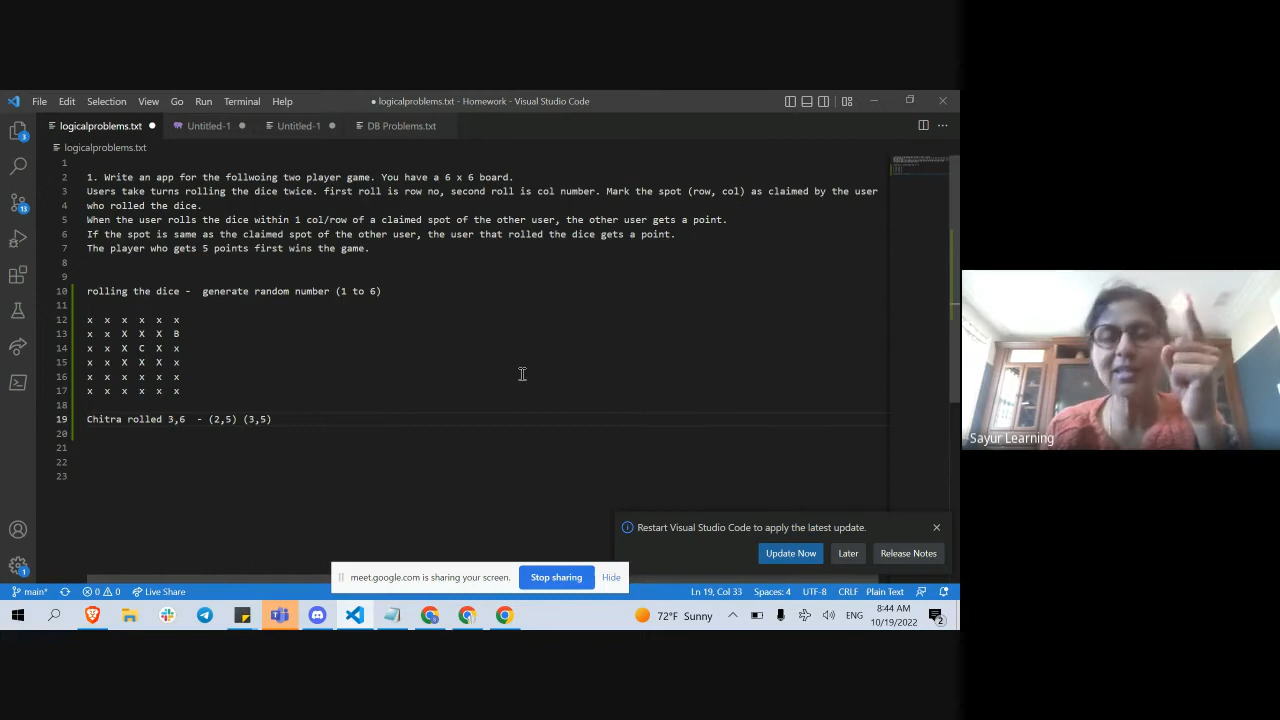 File Edit Selection View Go Run Terminal Help
● logicalproblems.txt - Homework - Visual Studio Code
logicalproblems.txt ● Untitled-1 ● Untitled-1 ● DB Problems.txt
logicalproblems.txt
1
2 1. Write an app for the follwoing two player game. You have a 6 x 6 board.
3 Users take turns rolling the dice twice. first roll is row no, second roll is col number. Mark the spot (row, col) as claimed by the user
4 who rolled the dice.
5 When the user rolls the dice within 1 col/row of a claimed spot of the other user, the other user gets a point.
6 If the spot is same as the claimed spot of the other user, the user that rolled the dice gets a point.
7 The player who gets 5 points first wins the game.
8
9
10 rolling the dice - generate random number (1 to 6)
11
12 x x x x x x
13 x x X X X B
14 x x X C X x
15 x x X X X x
16 x x x x x x
17 x x x x x x
18
19 Chitra rolled 3,6 - (2,5) (3,5)
20
21
22
23
3
13
1
Sayur Learning
Restart Visual Studio Code to apply the latest update.
Update Now Later Release Notes
meet.google.com is sharing your screen. Stop sharing Hide
main* 0 0 Live Share Ln 19, Col 33 Spaces: 4 UTF-8 CRLF Plain Text
72°F Sunny ENG 8:44 AM
10/19/2022 2